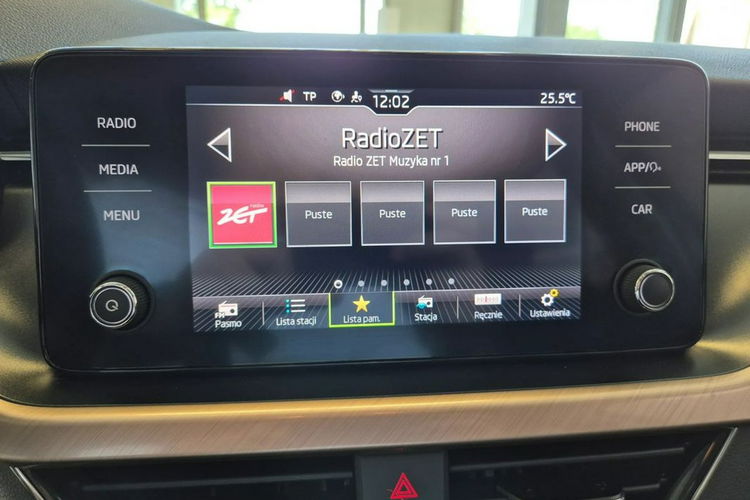 TP
12:02
25.5°C
RADIO
MEDIA
MENU
RadioZET
Radio ZET Muzyka nr 1
ZET
Puste
Puste
Puste
Puste
FM
Pasmo
Lista stacji
Lista pam.
Stacja
Ręcznie
Ustawienia
PHONE
APP/
CAR